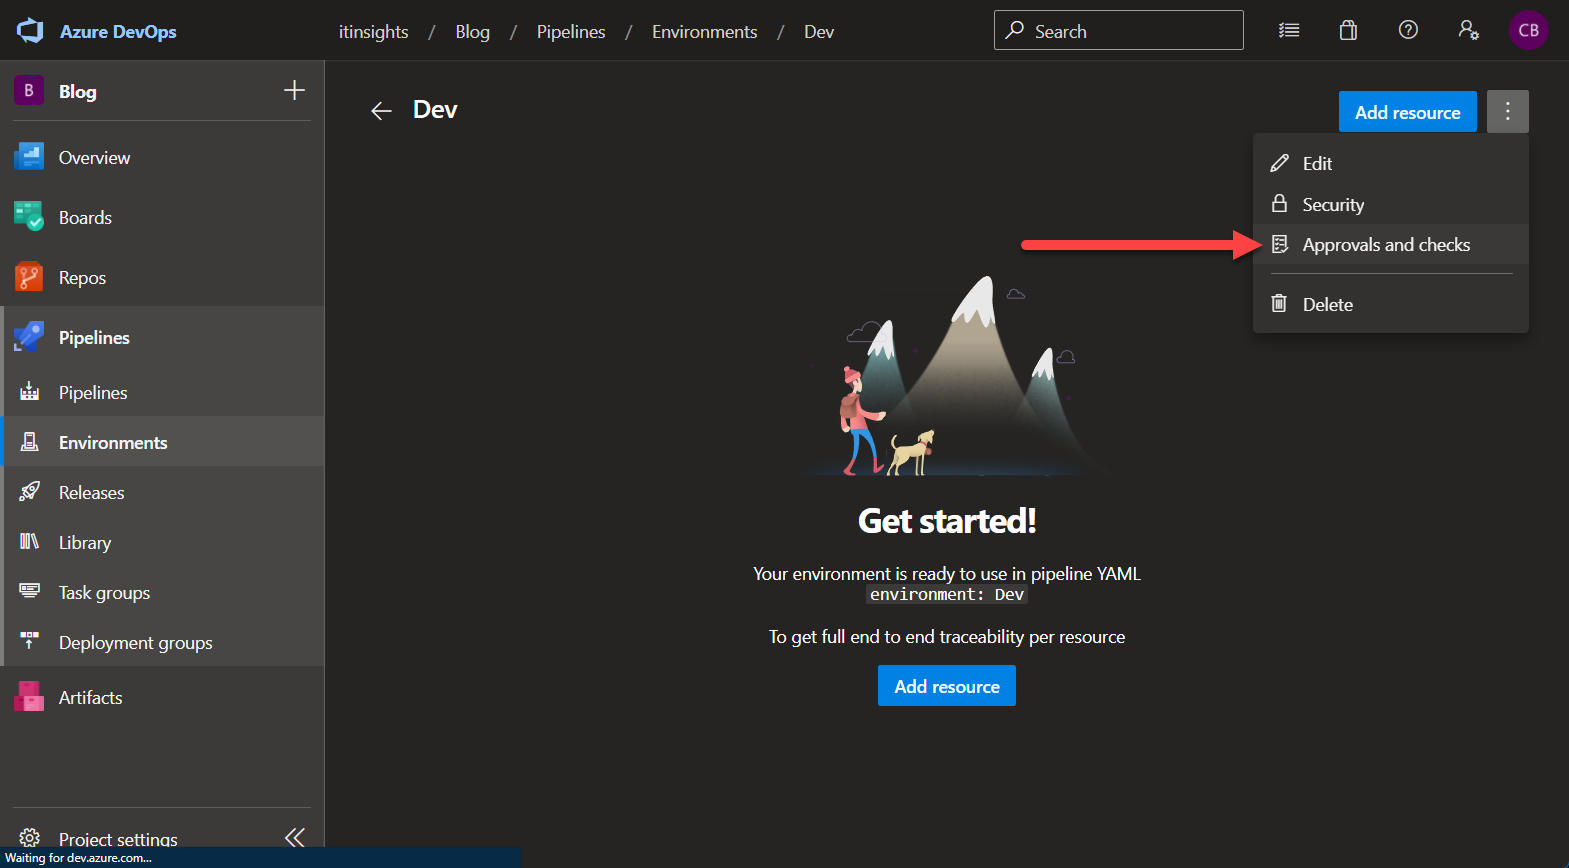 Azure DevOps
itinsights / Blog / Pipelines / Environments / Dev
Search
CB
B
Blog
Overview
Boards
Repos
Pipelines
Pipelines
Environments
Releases
Library
Task groups
Deployment groups
Artifacts
Project settings
Waiting for dev.azure.com...
Dev
Add resource
Edit
Security
Approvals and checks
Delete
Get started!
Your environment is ready to use in pipeline YAML
environment: Dev
To get full end to end traceability per resource
Add resource